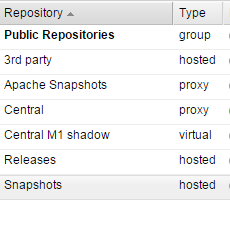 Repository Type
Public Repositories group
3rd party hosted
Apache Snapshots proxy
Central proxy
Central M1 shadow virtual
Releases hosted
Snapshots hosted